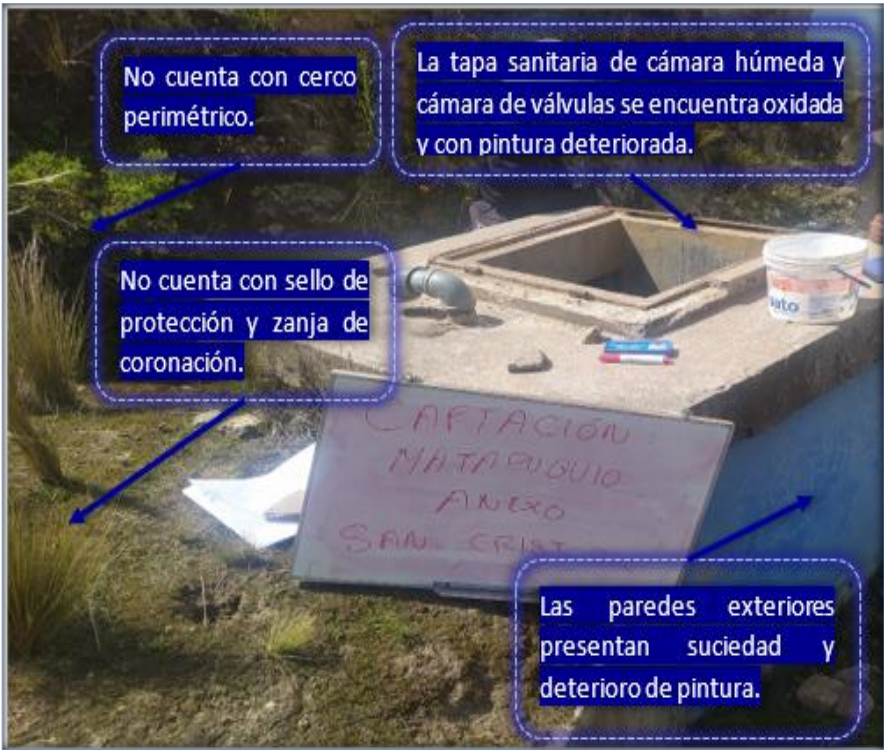 No cuenta con cerco
perimétrico.
La tapa sanitaria de cámara húmeda y
cámara de válvulas se encuentra oxidada
y con pintura deteriorada.
No cuenta con sello de
protección y zanja de
coronación.
CAPTACIÓN
MATAPUQUIO
ANEXO
SAN CRIST
Las paredes exteriores
presentan suciedad y
deterioro de pintura.